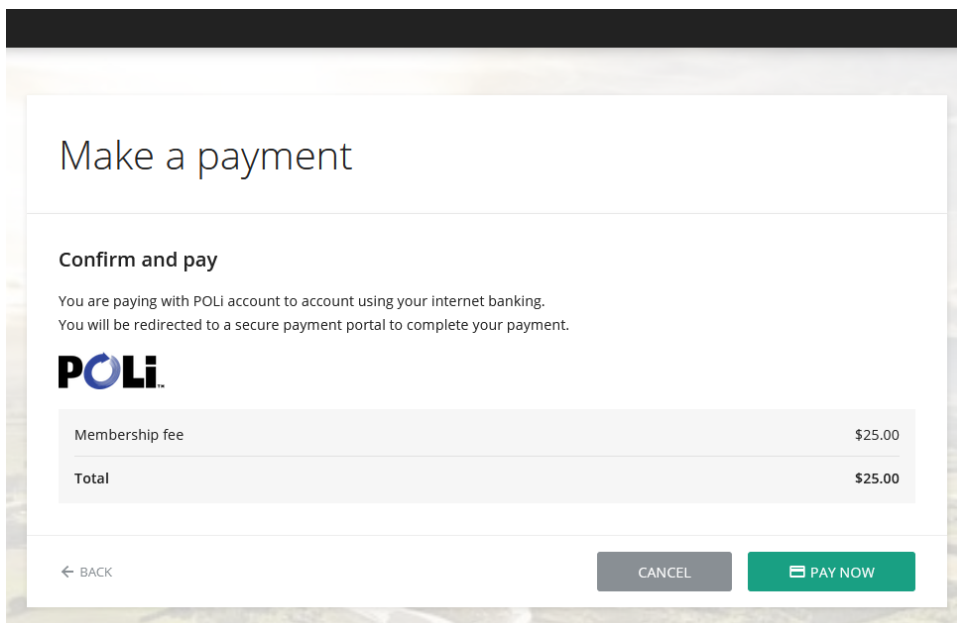 Make a payment
Confirm and pay
You are paying with POLi account to account using your internet banking.
You will be redirected to a secure payment portal to complete your payment.
POLi™
Membership fee $25.00
Total $25.00
BACK CANCEL PAY NOW